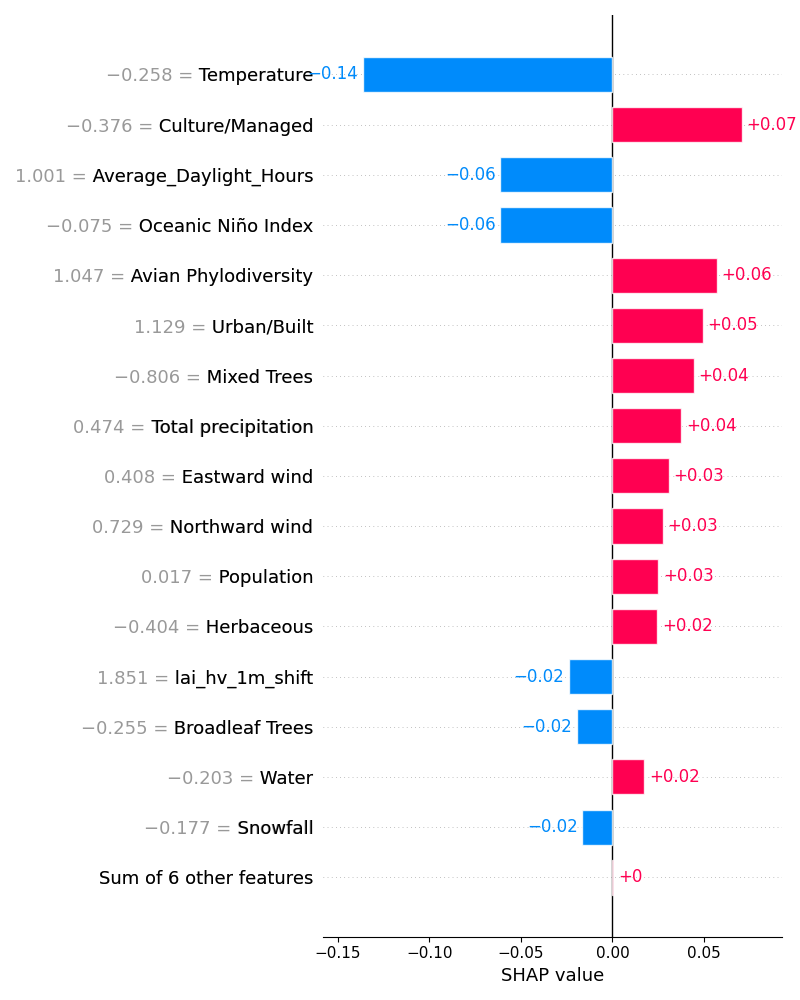 −0.258 = Temperature −0.14
−0.376 = Culture/Managed +0.07
1.001 = Average_Daylight_Hours −0.06
−0.075 = Oceanic Niño Index −0.06
1.047 = Avian Phylodiversity +0.06
1.129 = Urban/Built +0.05
−0.806 = Mixed Trees +0.04
0.474 = Total precipitation +0.04
0.408 = Eastward wind +0.03
0.729 = Northward wind +0.03
0.017 = Population +0.03
−0.404 = Herbaceous +0.02
1.851 = lai_hv_1m_shift −0.02
−0.255 = Broadleaf Trees −0.02
−0.203 = Water +0.02
−0.177 = Snowfall −0.02
Sum of 6 other features +0
−0.15 −0.10 −0.05 0.00 0.05
SHAP value